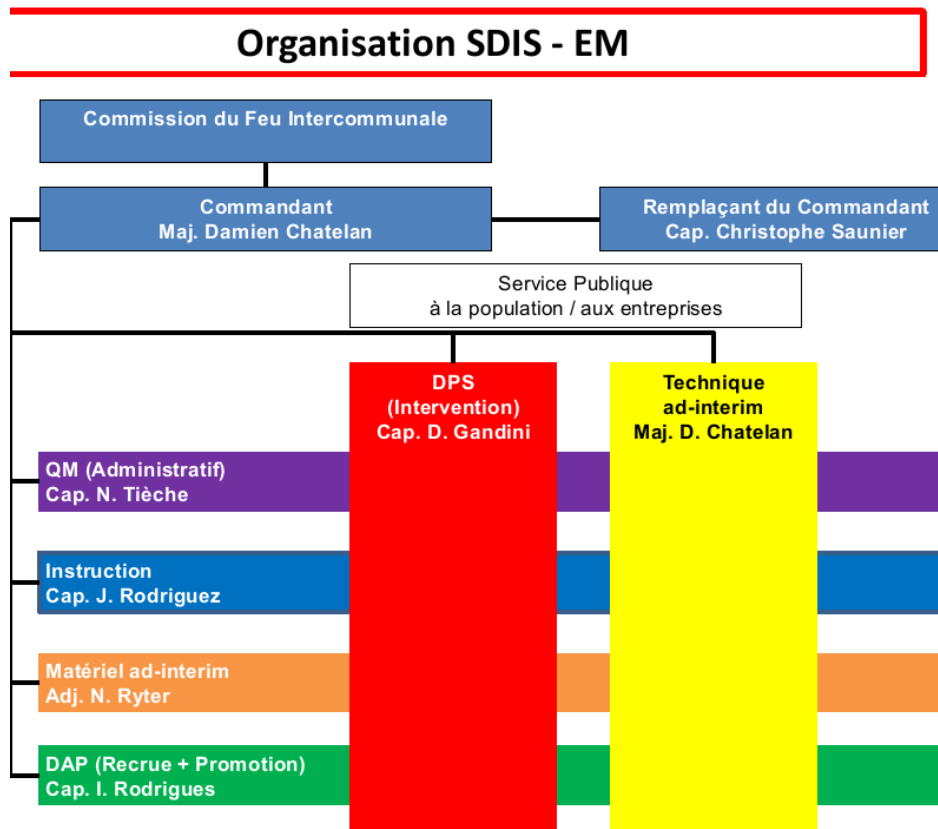 Organisation SDIS - EM
Commission du Feu Intercommunale
Commandant
Maj. Damien Chatelan
Remplaçant du Commandant
Cap. Christophe Saunier
Service Publique
à la population / aux entreprises
DPS
(Intervention)
Cap. D. Gandini
Technique
ad-interim
Maj. D. Chatelan
QM (Administratif)
Cap. N. Tièche
Instruction
Cap. J. Rodriguez
Matériel ad-interim
Adj. N. Ryter
DAP (Recrue + Promotion)
Cap. I. Rodrigues